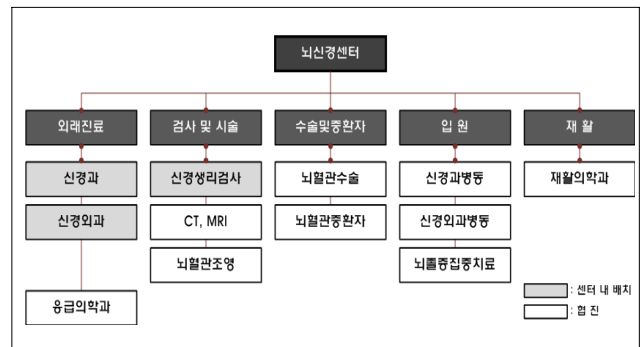 뇌신경센터
외래진료
검사 및 시술
수술및중환자
입 원
재 활
신경과
신경생리검사
뇌혈관수술
신경과병동
재활의학과
신경외과
CT, MRI
뇌혈관중환자
신경외과병동
뇌혈관조영
뇌졸중집중치료
응급의학과
: 센터 내 배치
: 협 진